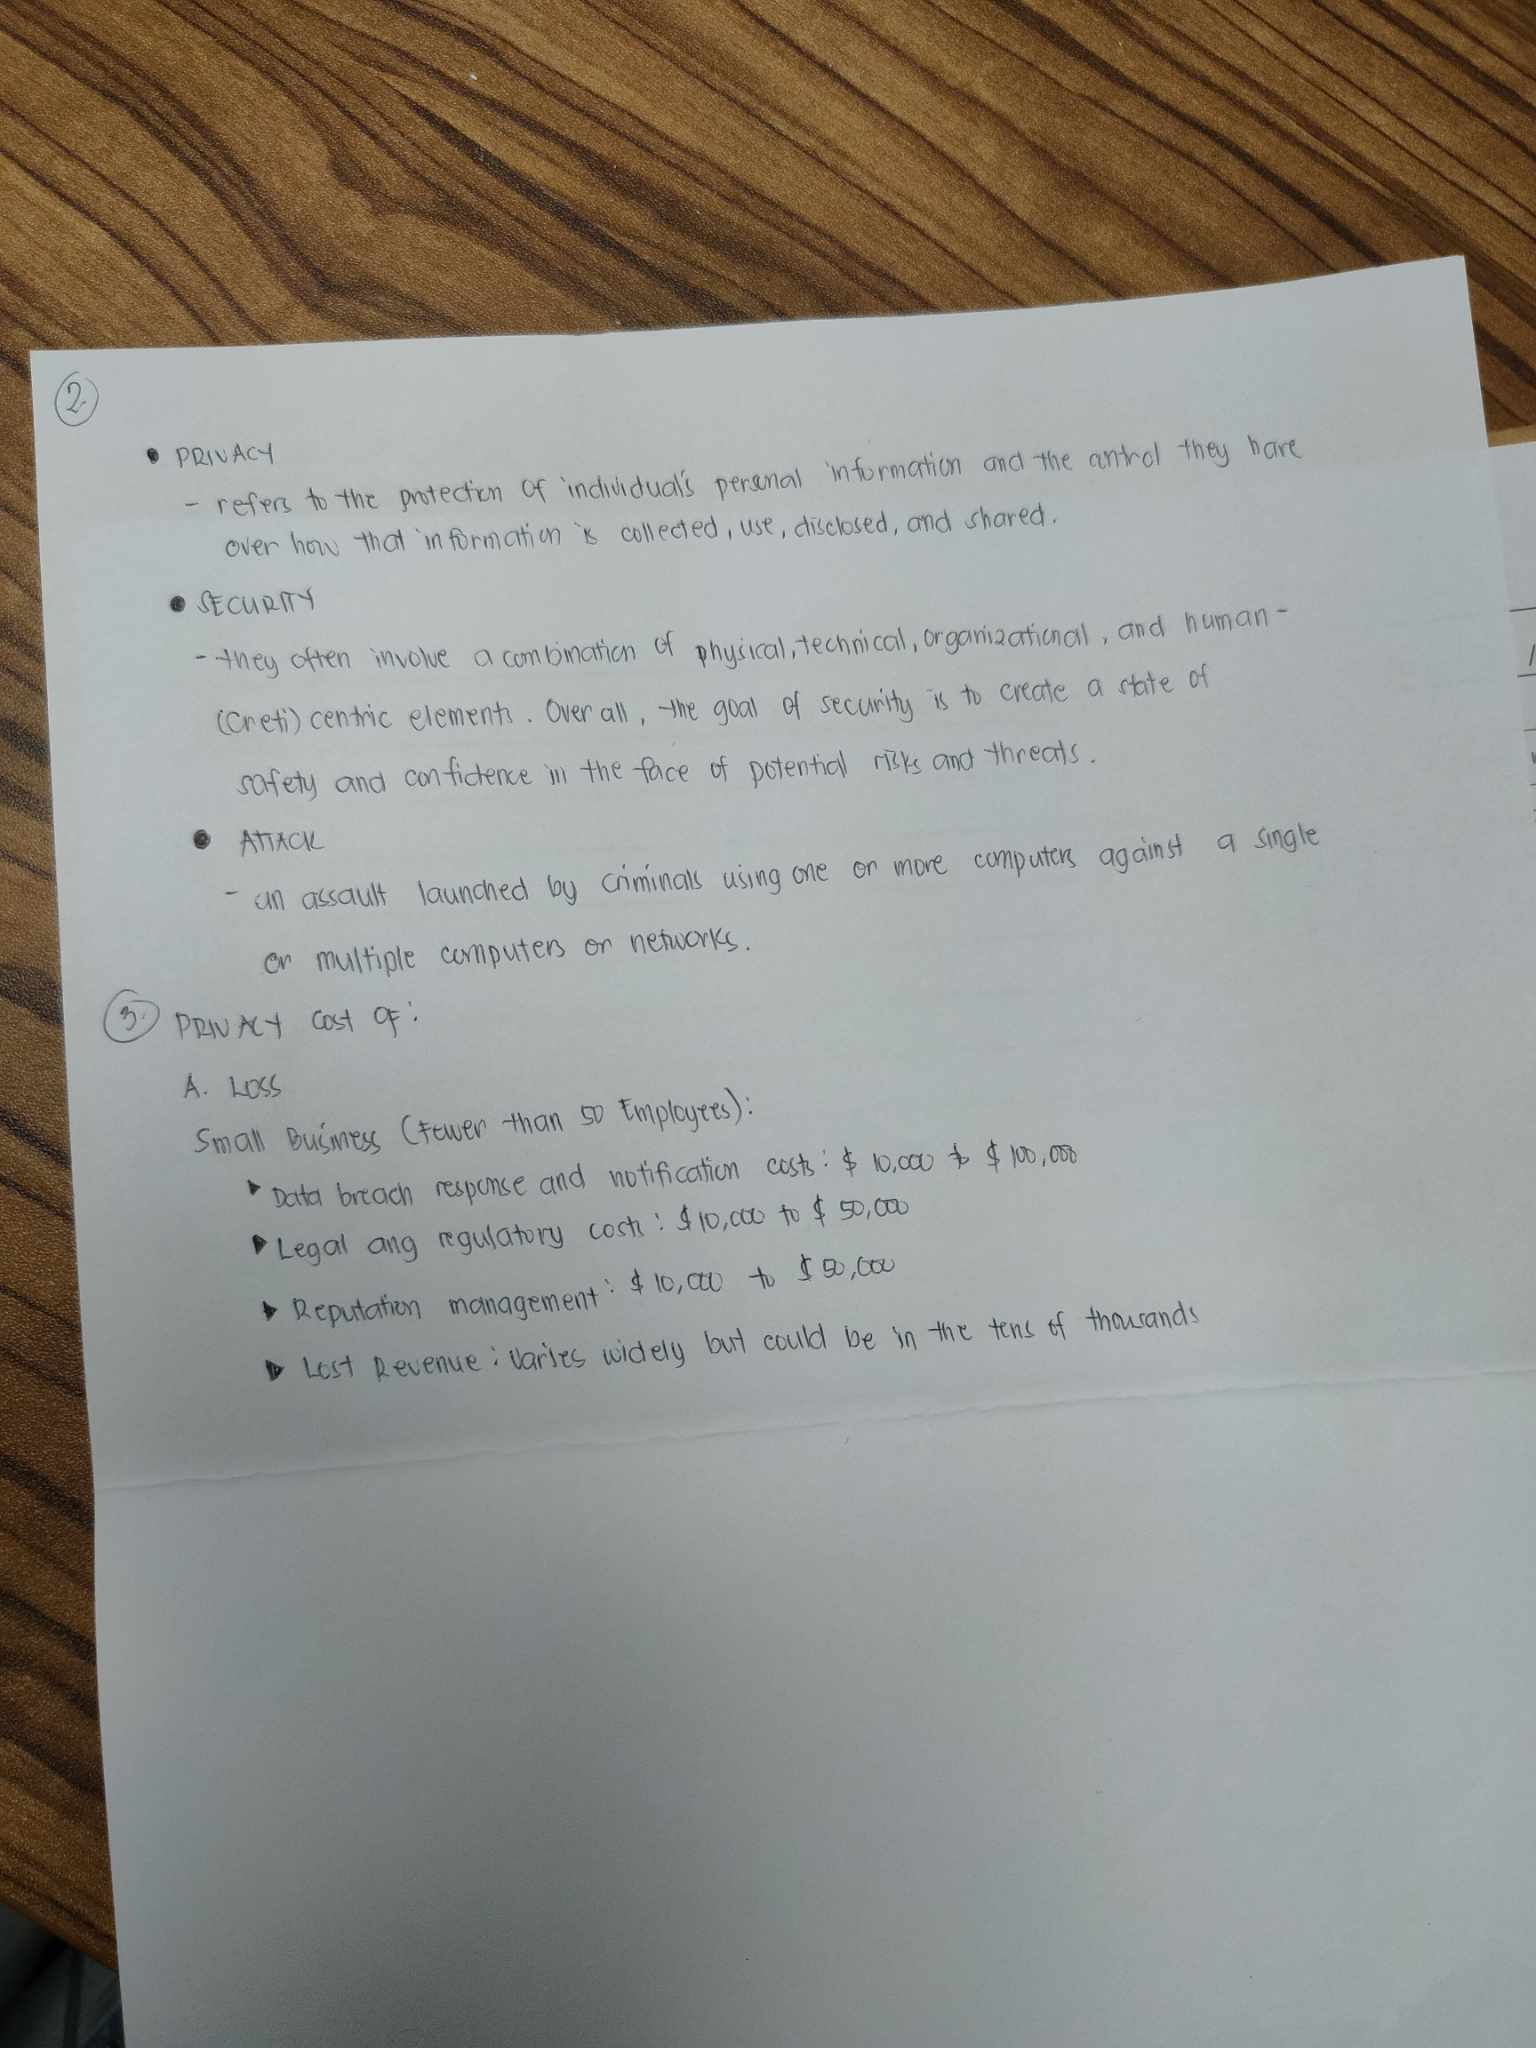 2
• PRIVACY
- refers to the protection of individual's personal information and the control they have
over how that information is collected, use, disclosed, and shared.
• SECURITY
- they often involve a combination of physical, technical, organizational, and human-
centric elements. Over all, the goal of security is to create a state of
safety and confidence in the face of potential risks and threats.
• ATTACK
- an assault launched by criminals using one or more computers against a single
or multiple computers or networks.
3. PRIVACY COST OF:
A. LOSS
Small Business (Fewer than 50 Employees):
▸ Data breach response and notification costs: $ 10,000 to $ 100,000
▸ Legal ang regulatory costs: $10,000 to $ 50,000
▸ Reputation management: $ 10,000 to $ 50,000
▸ Lost Revenue: Varies widely but could be in the tens of thousands